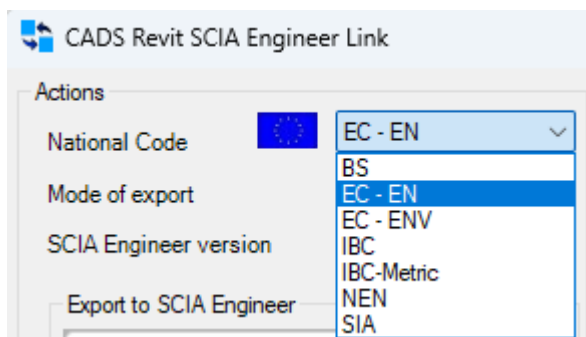 CADS Revit SCIA Engineer Link
Actions
National Code
EC - EN
BS
EC - EN
Mode of export
EC - ENV
SCIA Engineer version
IBC
IBC-Metric
Export to SCIA Engineer
NEN
SIA